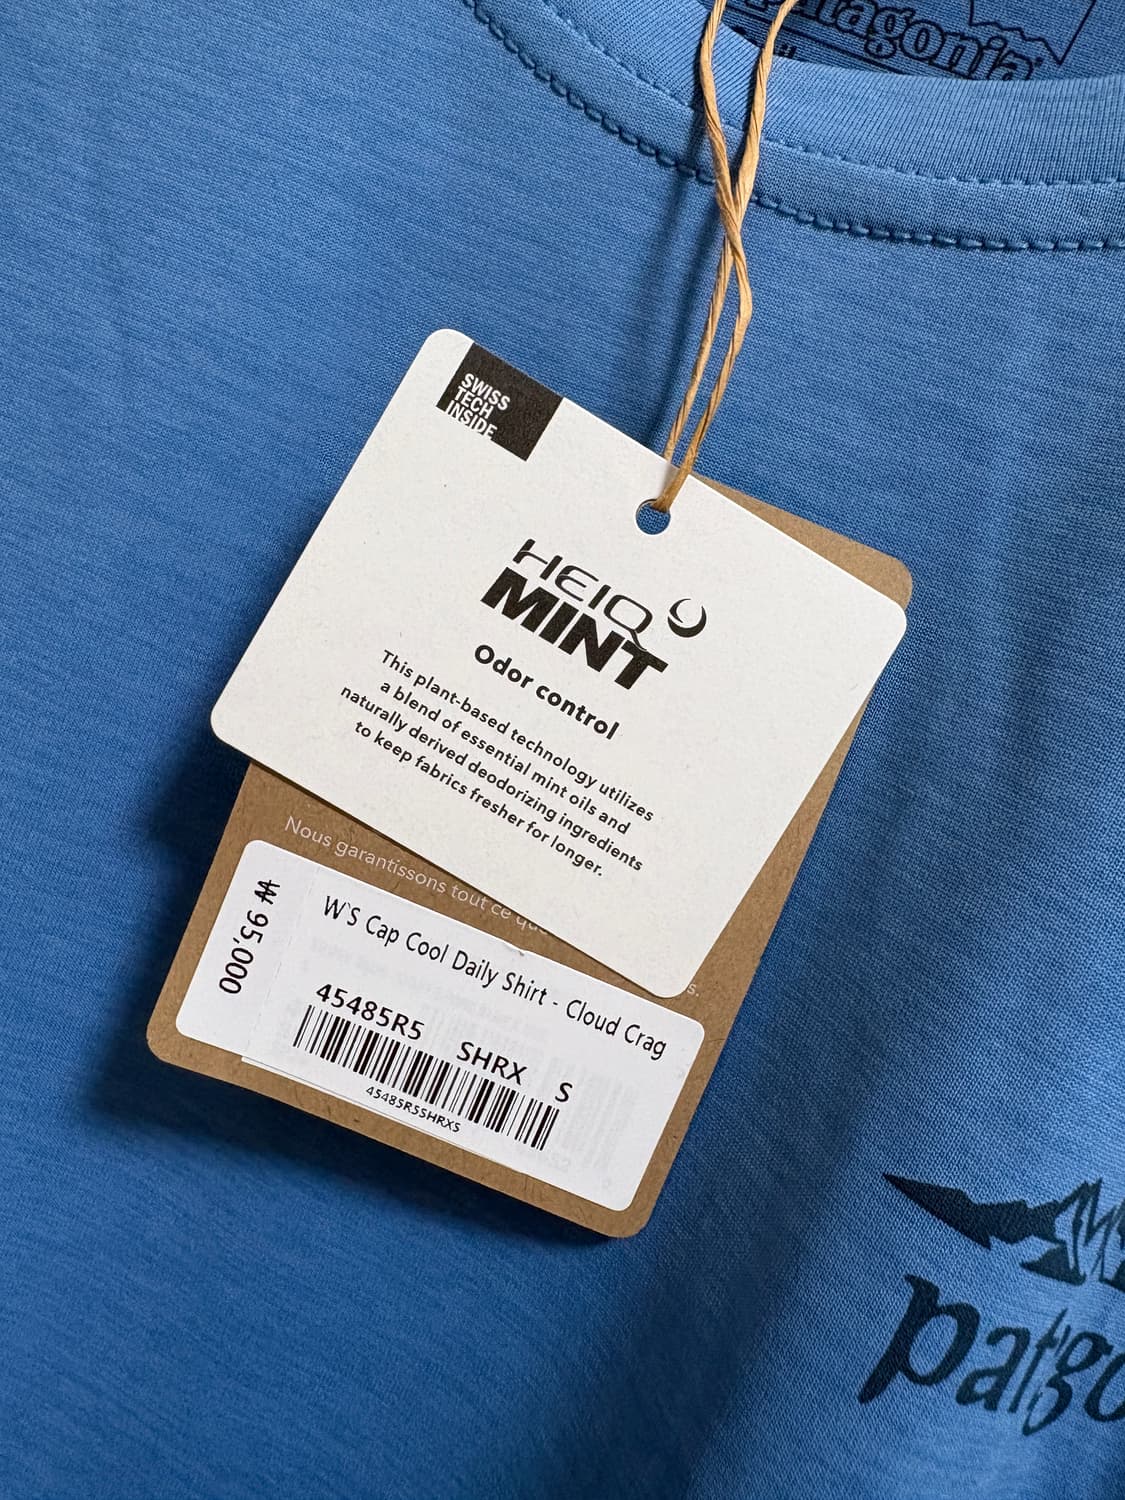 patagonia
SWISS
TECH
INSIDE
HEIQ
MINT
Odor control
This plant-based technology utilizes
a blend of essential mint oils and
naturally derived deodorizing ingredients
to keep fabrics fresher for longer.
Nous garantissons tout ce que
s.
₩ 95,000
W`S Cap Cool Daily Shirt - Cloud Crag
45485R5 SHRX S
45485R5SHRXS
patgo